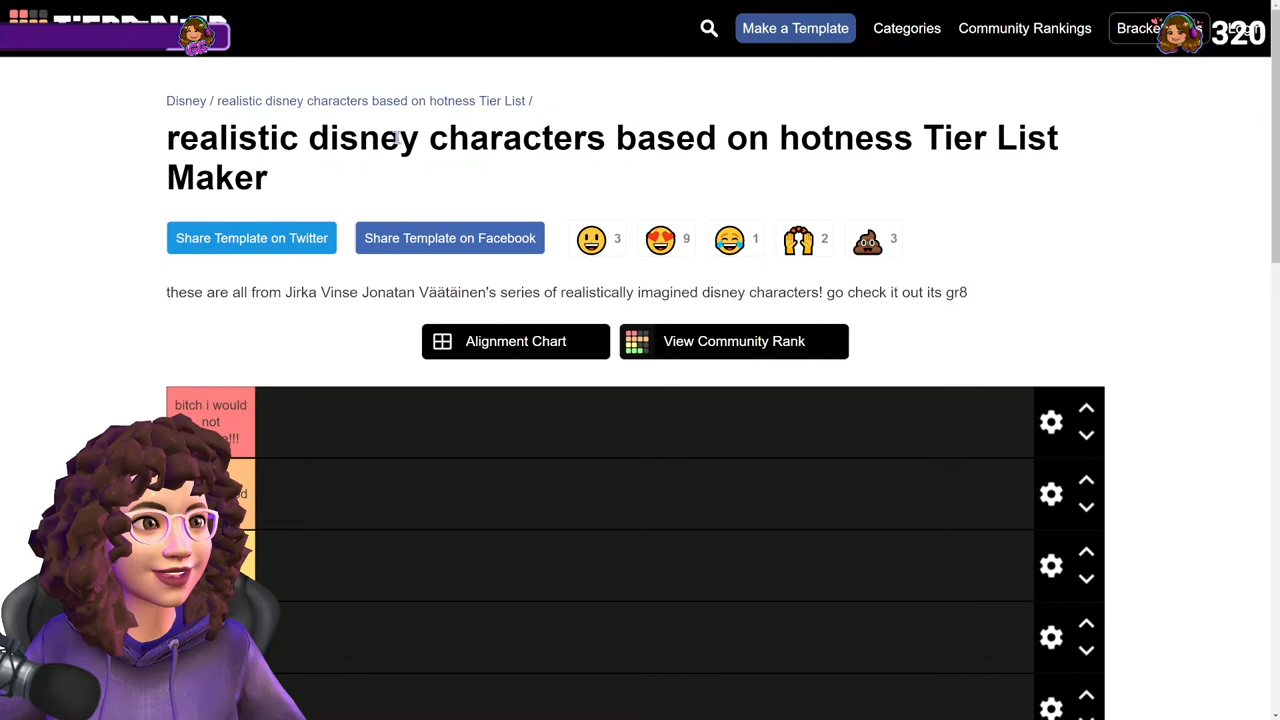 Make a Template
Categories
Community Rankings
320
GG
Disney / realistic disney characters based on hotness Tier List /
realistic disney characters based on hotness Tier List
Maker
Share Template on Twitter
Share Template on Facebook
3
9
1
2
3
these are all from Jirka Vinse Jonatan Väätäinen's series of realistically imagined disney characters! go check it out its gr8
Alignment Chart
View Community Rank
bitch i would
not